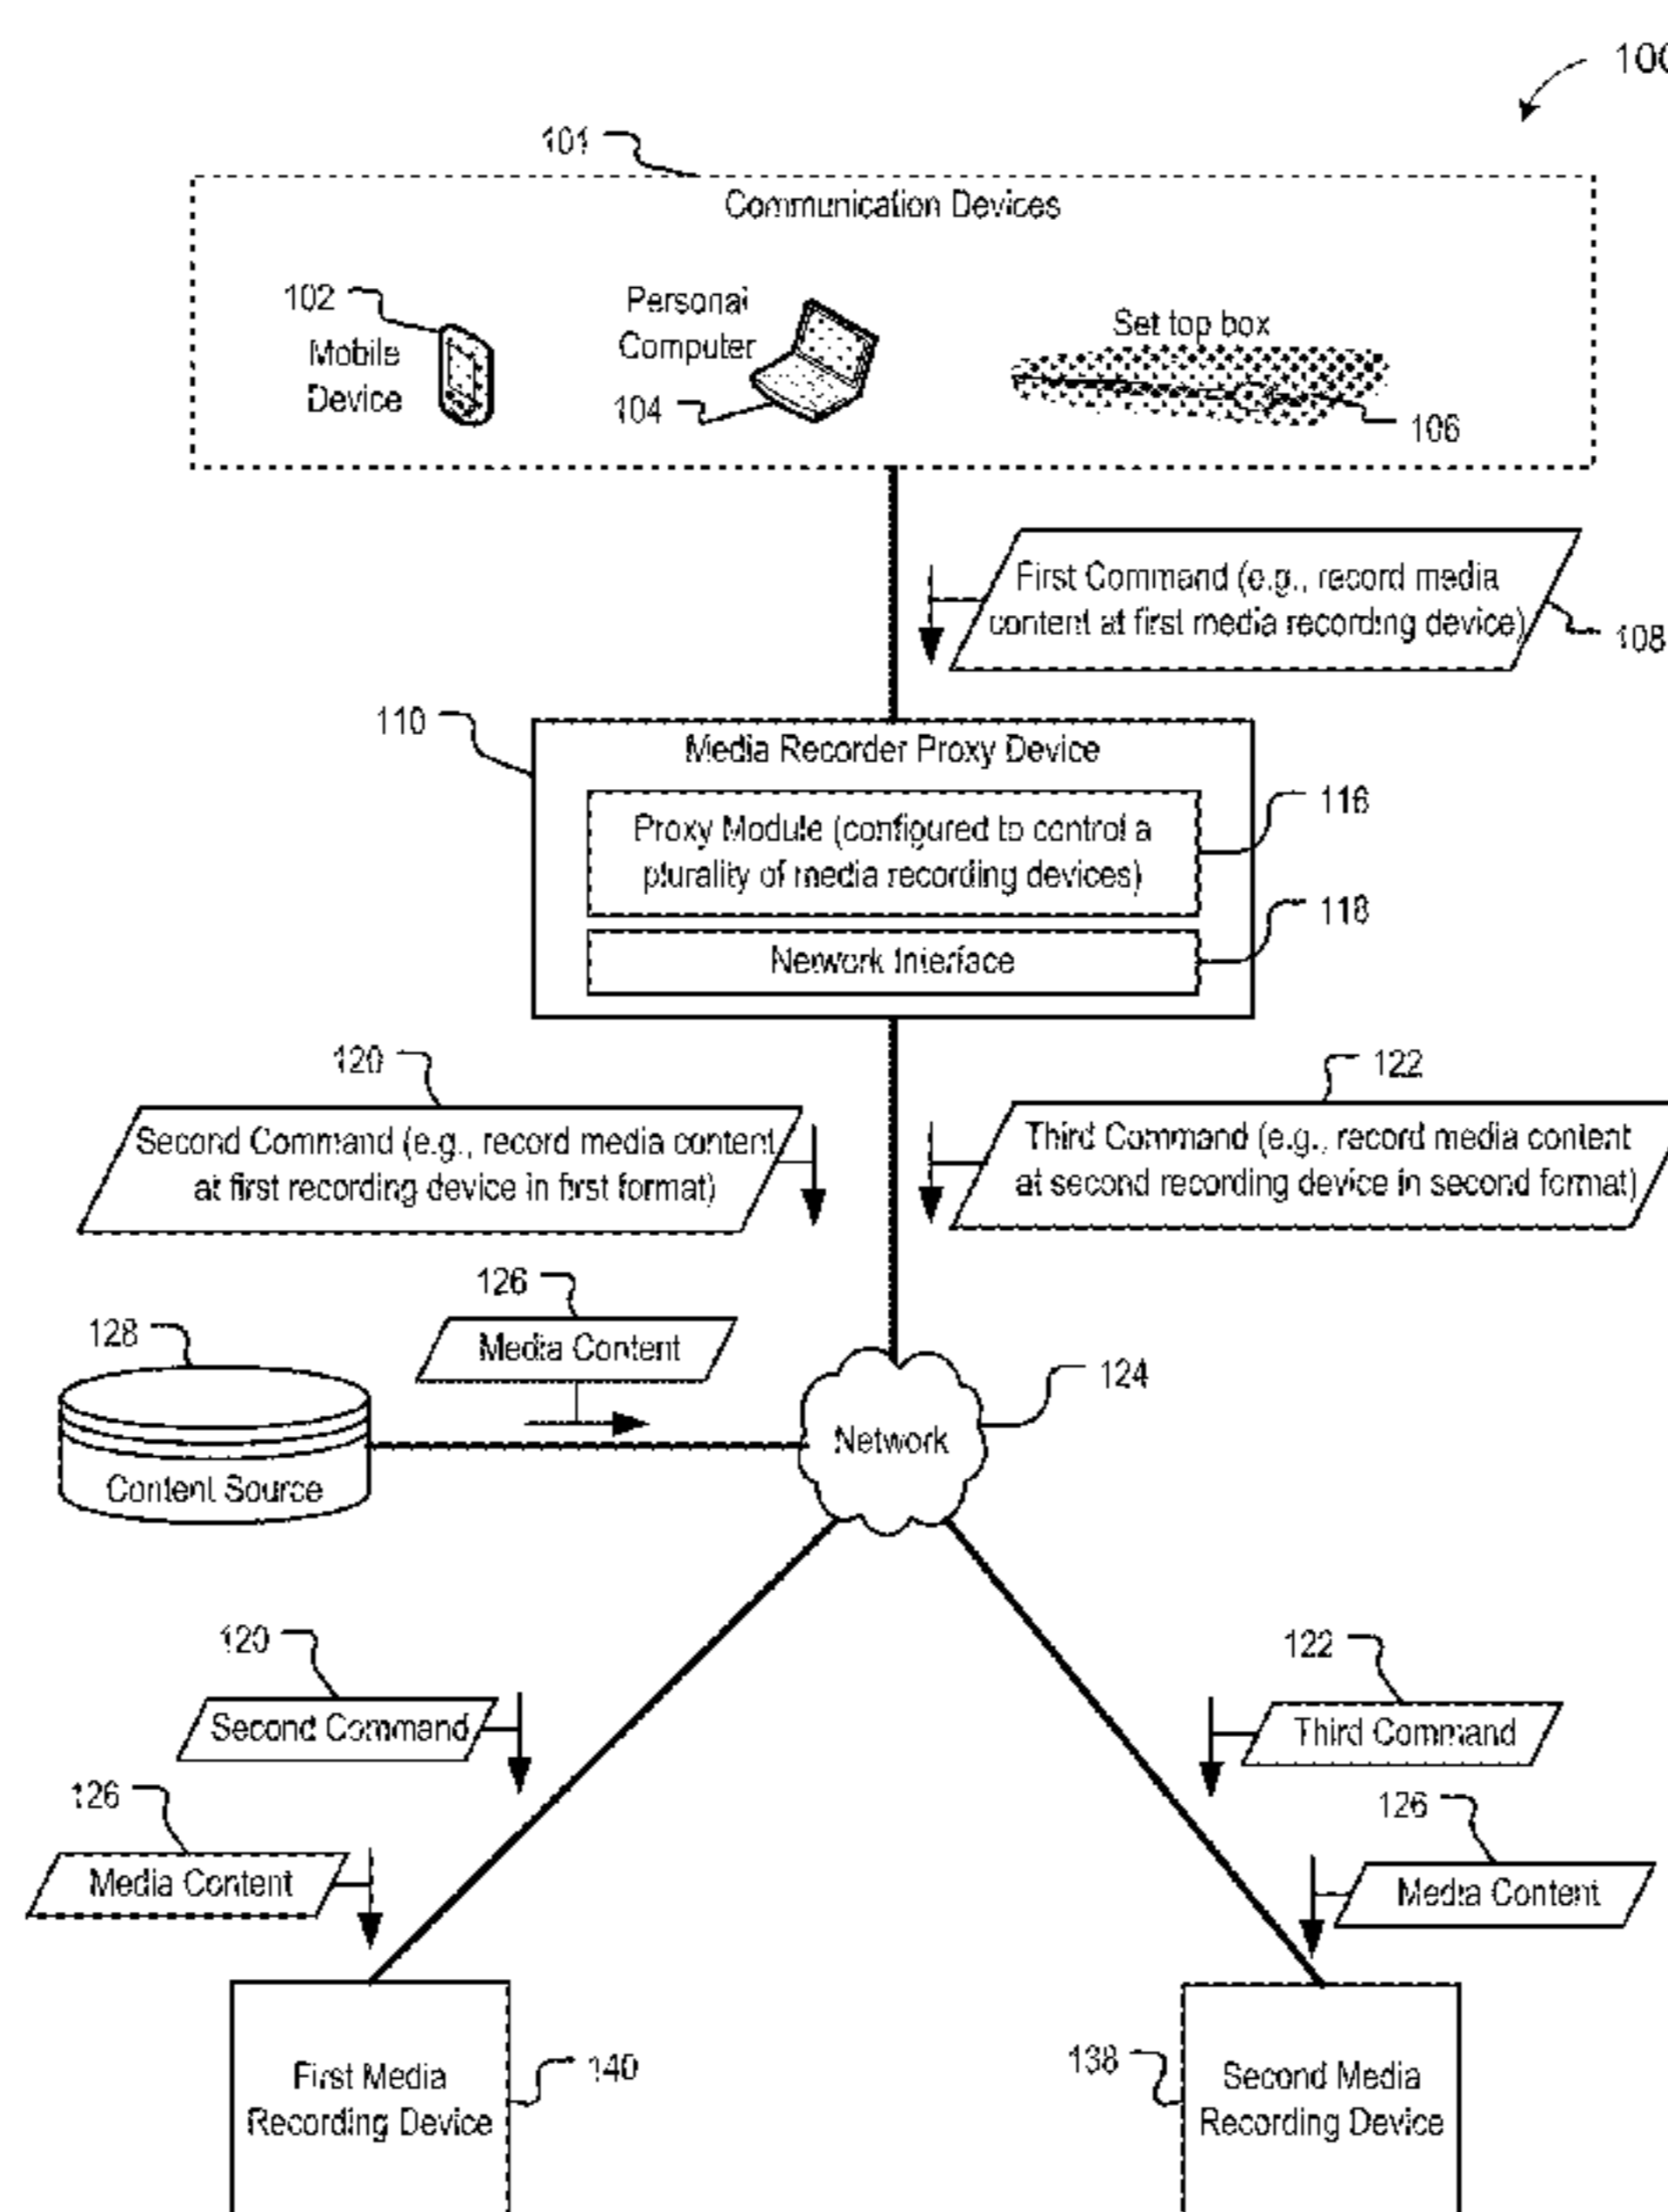 100
101
Communication Devices
102
Mobile
Device
Personal
Computer
104
Set top box
106
First Command (e.g., record media
content at first media recording device)
108
110
Media Recorder Proxy Device
Proxy Module (configured to control a
plurality of media recording devices)
116
Network Interface
118
120
Second Command (e.g., record media content
at first recording device in first format)
122
Third Command (e.g., record media content
at second recording device in second format)
126
Media Content
128
Content Source
Network
124
120
Second Command
126
Media Content
122
Third Command
126
Media Content
First Media
Recording Device
140
138
Second Media
Recording Device